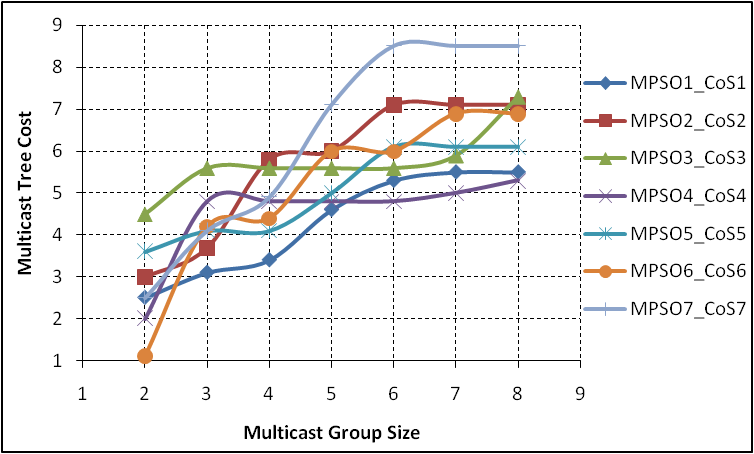 9
8
7
6
5
4
3
2
1
1 2 3 4 5 6 7 8 9
Multicast Tree Cost
Multicast Group Size
MPSO1_CoS1
MPSO2_CoS2
MPSO3_CoS3
MPSO4_CoS4
MPSO5_CoS5
MPSO6_CoS6
MPSO7_CoS7